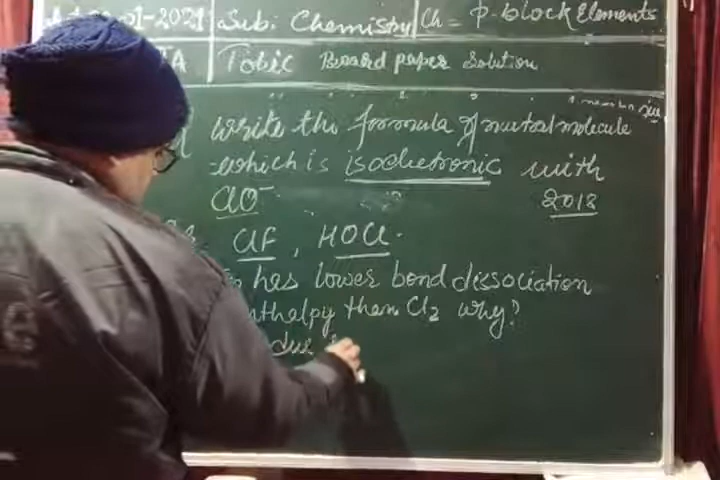 01-2021 Sub: Chemistry Ch = p-block Elements
Topic Board paper Solution
write the formula of neutral molecule
which is isoelectronic with
ClO⁻ 2018
ClF, HOCl.
has lower bond dissociation
nthalpy than Cl₂ why?
due